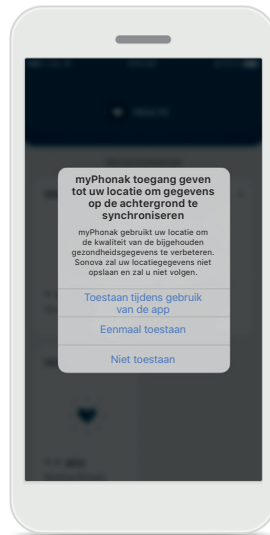 myPhonak toegang geven
tot uw locatie om gegevens
op de achtergrond te
synchroniseren
myPhonak gebruikt uw locatie om
de kwaliteit van de bijgehouden
gezondheidsgegevens te verbeteren.
Sonova zal uw locatiegegevens niet
opslaan en zal u niet volgen.
Toestaan tijdens gebruik
van de app
Eenmaal toestaan
Niet toestaan